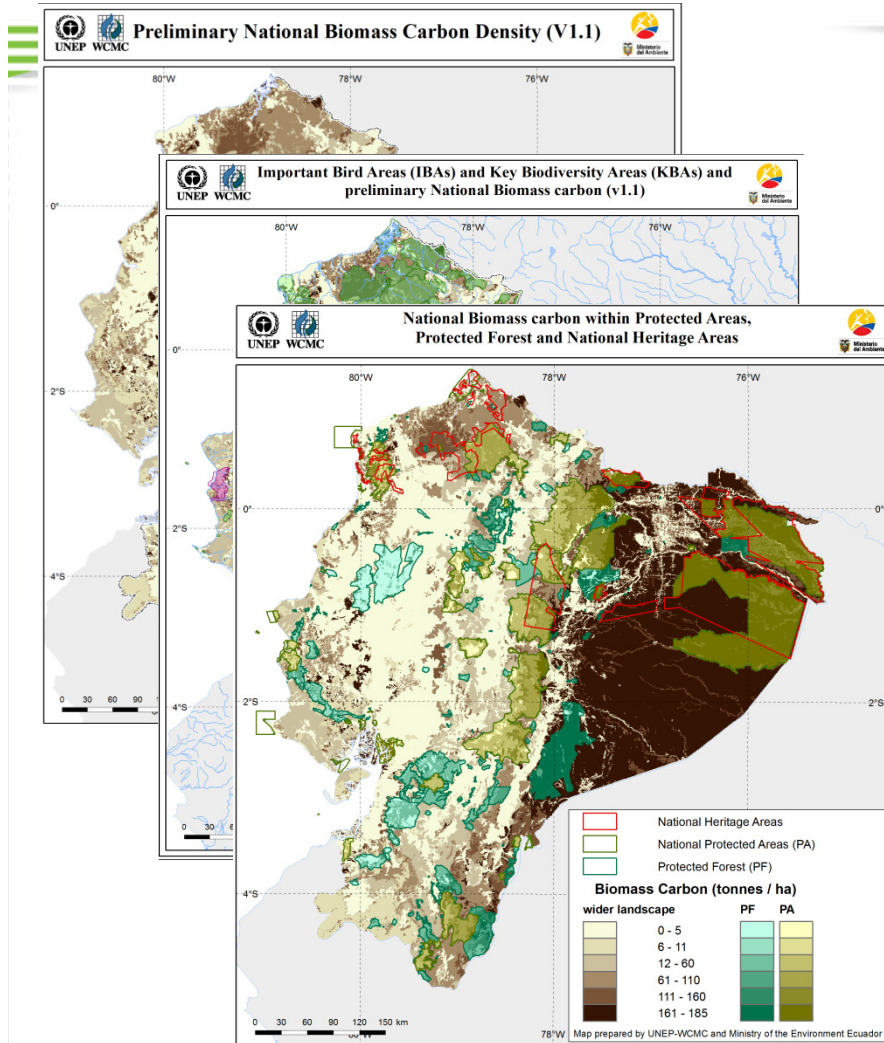 UNEP WCMC
Preliminary National Biomass Carbon Density (V1.1)
Ministerio
del Ambiente
80°W 78°W 76°W
0°
2°S
4°S
0 30 60 90
UNEP WCMC
Important Bird Areas (IBAs) and Key Biodiversity Areas (KBAs) and
preliminary National Biomass carbon (v1.1)
Ministerio
del Ambiente
80°W 78°W 76°W
0°
2°S
4°S
0 30
UNEP WCMC
National Biomass carbon within Protected Areas,
Protected Forest and National Heritage Areas
Ministerio
del Ambiente
80°W 78°W 76°W
0°
2°S 2°S
4°S
National Heritage Areas
National Protected Areas (PA)
Protected Forest (PF)
Biomass Carbon (tonnes / ha)
wider landscape PF PA
0 - 5
6 - 11
12 - 60
61 - 110
111 - 160
161 - 185
0 30 60 90 120 150 km
78°W
Map prepared by UNEP-WCMC and Ministry of the Environment Ecuador